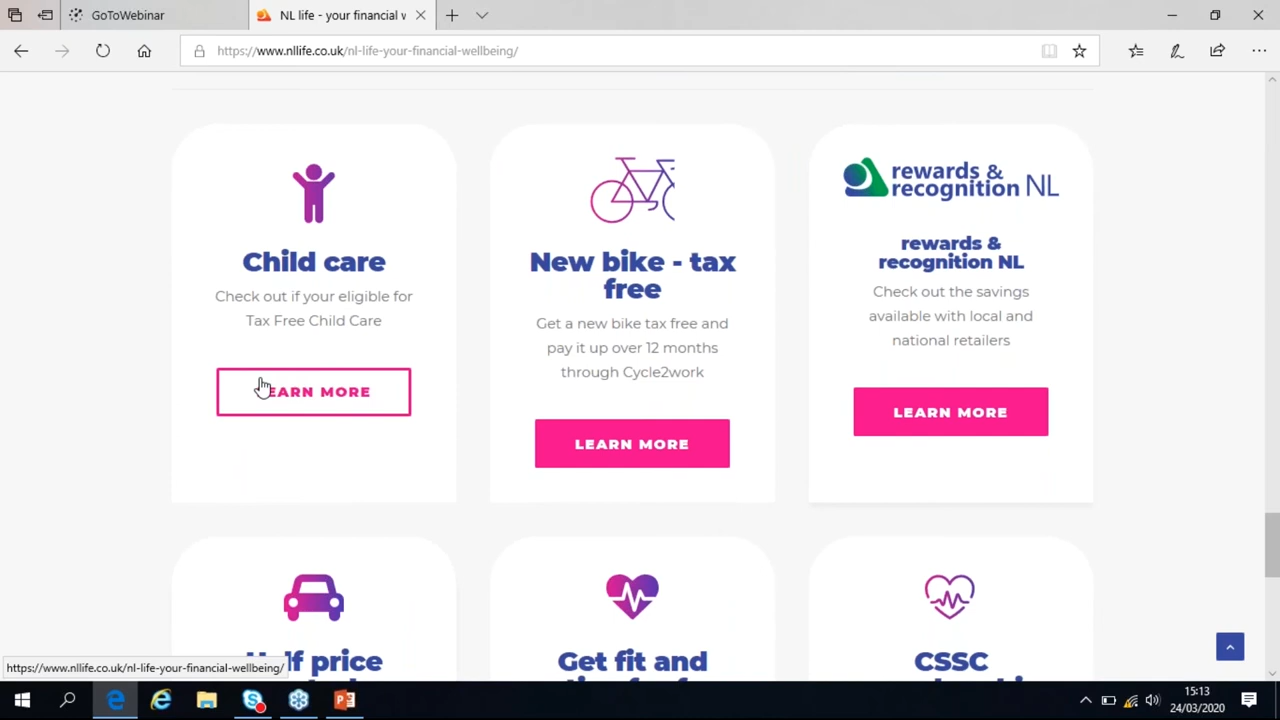 GoToWebinar
NL life - your financial w
https://www.nllife.co.uk/nl-life-your-financial-wellbeing/
Child care
Check out if your eligible for
Tax Free Child Care
EARN MORE
New bike - tax
free
Get a new bike tax free and
pay it up over 12 months
through Cycle2work
LEARN MORE
rewards &
recognition NL
rewards &
recognition NL
Check out the savings
available with local and
national retailers
LEARN MORE
Half price
Get fit and
CSSC
https://www.nllife.co.uk/nl-life-your-financial-wellbeing/
15:13
24/03/2020